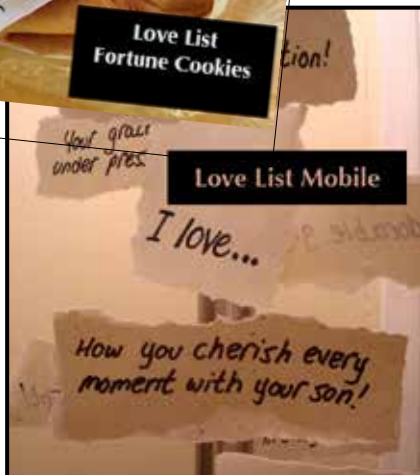 Love List
Fortune Cookies
tion!
Your grace
under pres
Love List Mobile
I love...
How you cherish every
moment with your son!